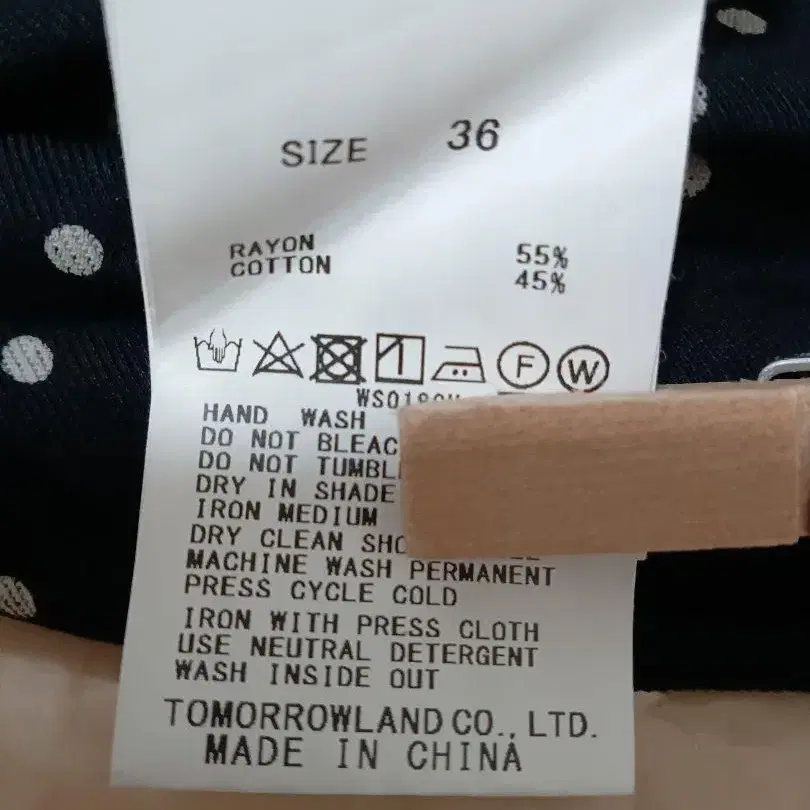 SIZE 36
RAYON 55%
COTTON 45%
F W
HAND WASH
DO NOT BLEAC
DO NOT TUMBL
DRY IN SHADE
IRON MEDIUM
DRY CLEAN
MACHINE WASH PERMANENT
PRESS CYCLE COLD
IRON WITH PRESS CLOTH
USE NEUTRAL DETERGENT
WASH INSIDE OUT
TOMORROWLAND CO., LTD.
MADE IN CHINA